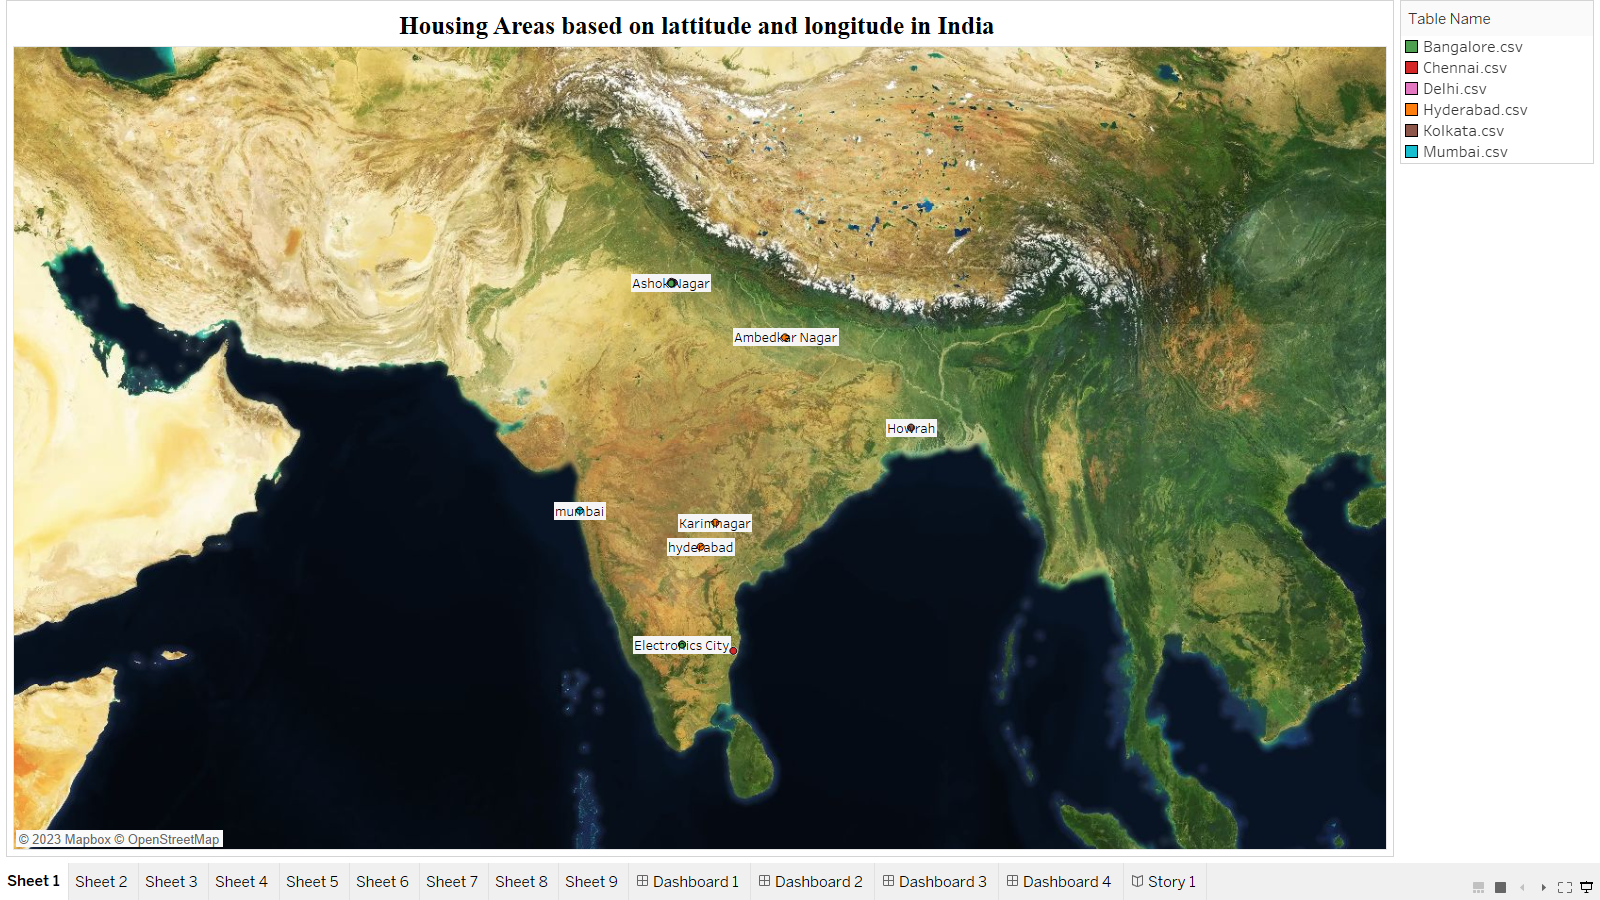 Housing Areas based on lattitude and longitude in India
Table Name
Bangalore.csv
Chennai.csv
Delhi.csv
Hyderabad.csv
Kolkata.csv
Mumbai.csv
Ashok Nagar
Ambedkar Nagar
Howrah
mumbai
Karimnagar
hyderabad
Electronics City
© 2023 Mapbox © OpenStreetMap
Sheet 1 Sheet 2 Sheet 3 Sheet 4 Sheet 5 Sheet 6 Sheet 7 Sheet 8 Sheet 9 Dashboard 1 Dashboard 2 Dashboard 3 Dashboard 4 Story 1